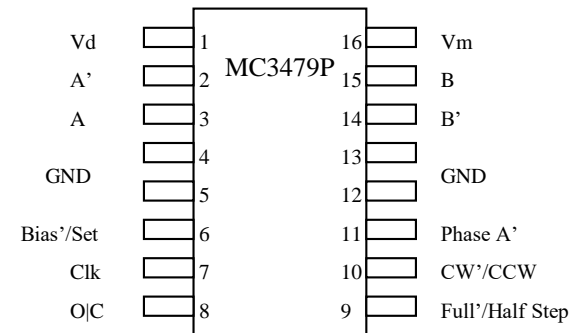 Vd 1 16 Vm
A’ 2 MC3479P 15 B
A 3 14 B’
4 13
GND GND
5 12
Bias’/Set 6 11 Phase A’
Clk 7 10 CW’/CCW
O|C 8 9 Full’/Half Step